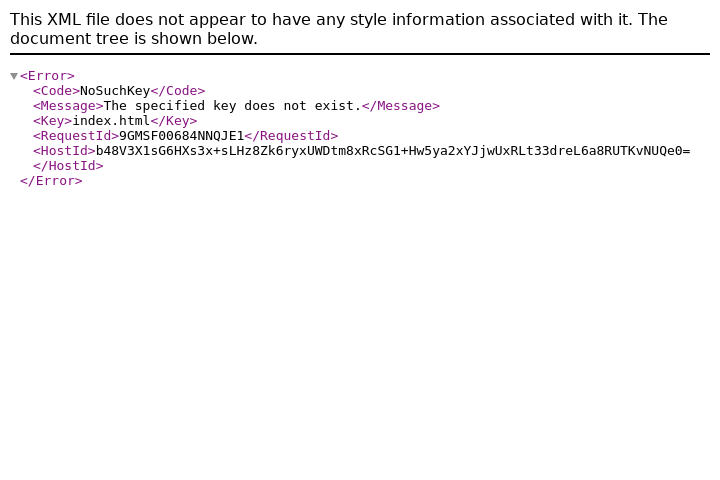 This XML file does not appear to have any style information associated with it. The
document tree is shown below.
<Error>
<Code>NoSuchKey</Code>
<Message>The specified key does not exist.</Message>
<Key>index.html</Key>
<RequestId>9GMSF00684NNQJE1</RequestId>
<HostId>b48V3X1sG6HXs3x+sLHz8Zk6ryxUWDtm8xRcSG1+Hw5ya2xYJjwUxRLt33dreL6a8RUTKvNUQe0=
</HostId>
</Error>